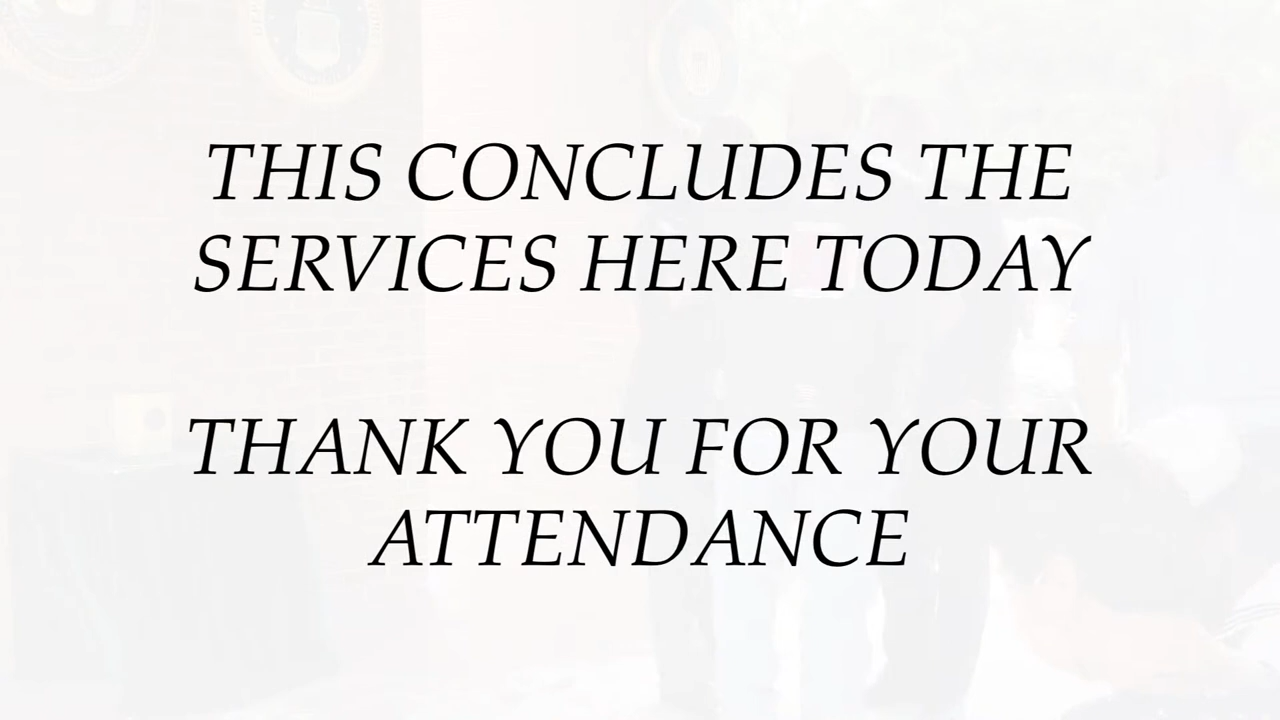 THIS CONCLUDES THE
SERVICES HERE TODAY
THANK YOU FOR YOUR
ATTENDANCE